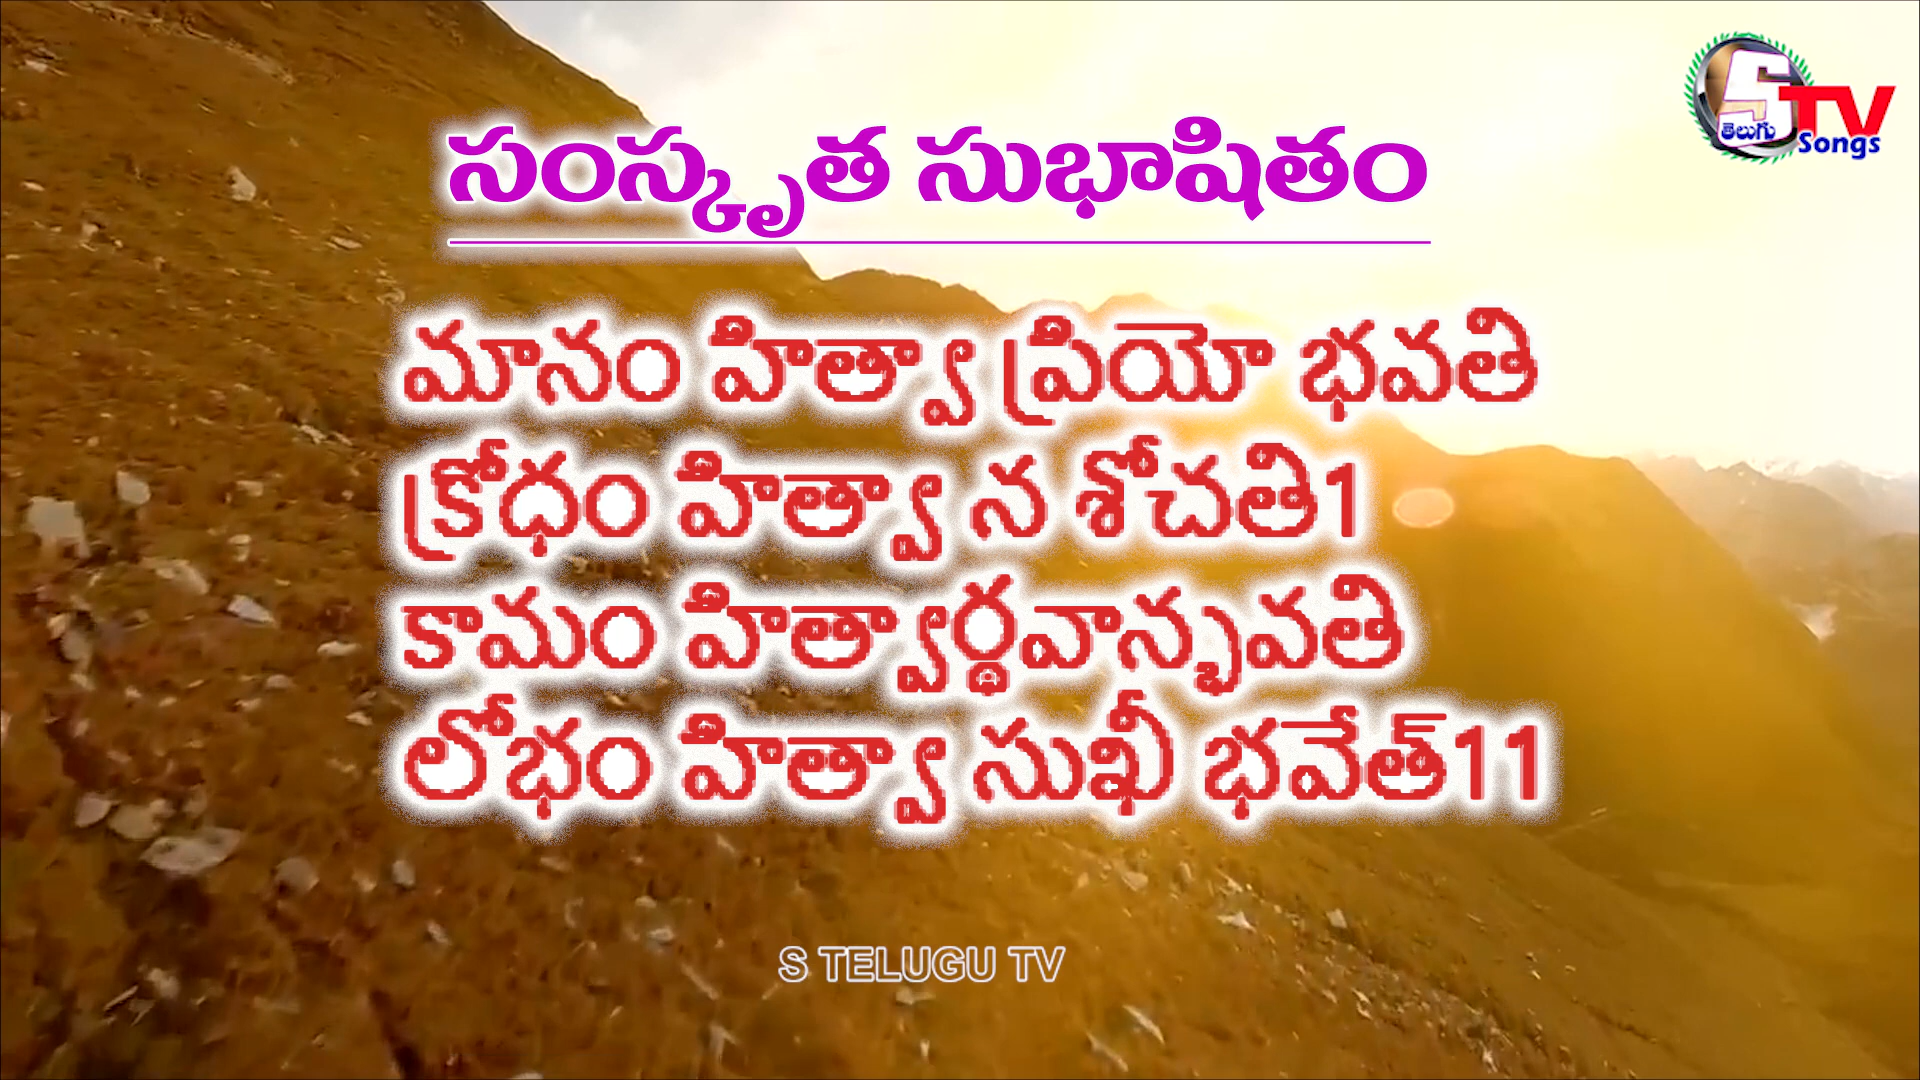 S తెలుగు TV
Songs
సంస్కృత సుభాషితం
మానం హిత్వా ప్రియో భవతి
క్రోధం హిత్వా న శోచతి1
కామం హిత్వార్థవాన్భవతి
లోభం హిత్వా సుఖీ భవేత్11
S TELUGU TV